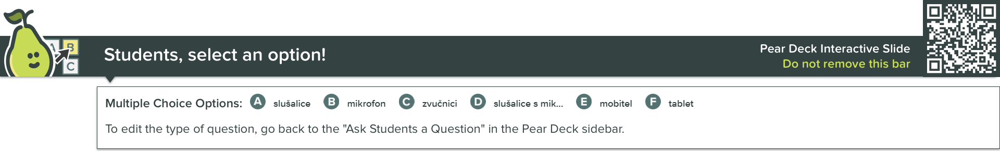 A B
C
Students, select an option!
Pear Deck Interactive Slide
Do not remove this bar
Multiple Choice Options: A slušalice B mikrofon C zvučnici D slušalice s mik... E mobitel F tablet
To edit the type of question, go back to the "Ask Students a Question" in the Pear Deck sidebar.